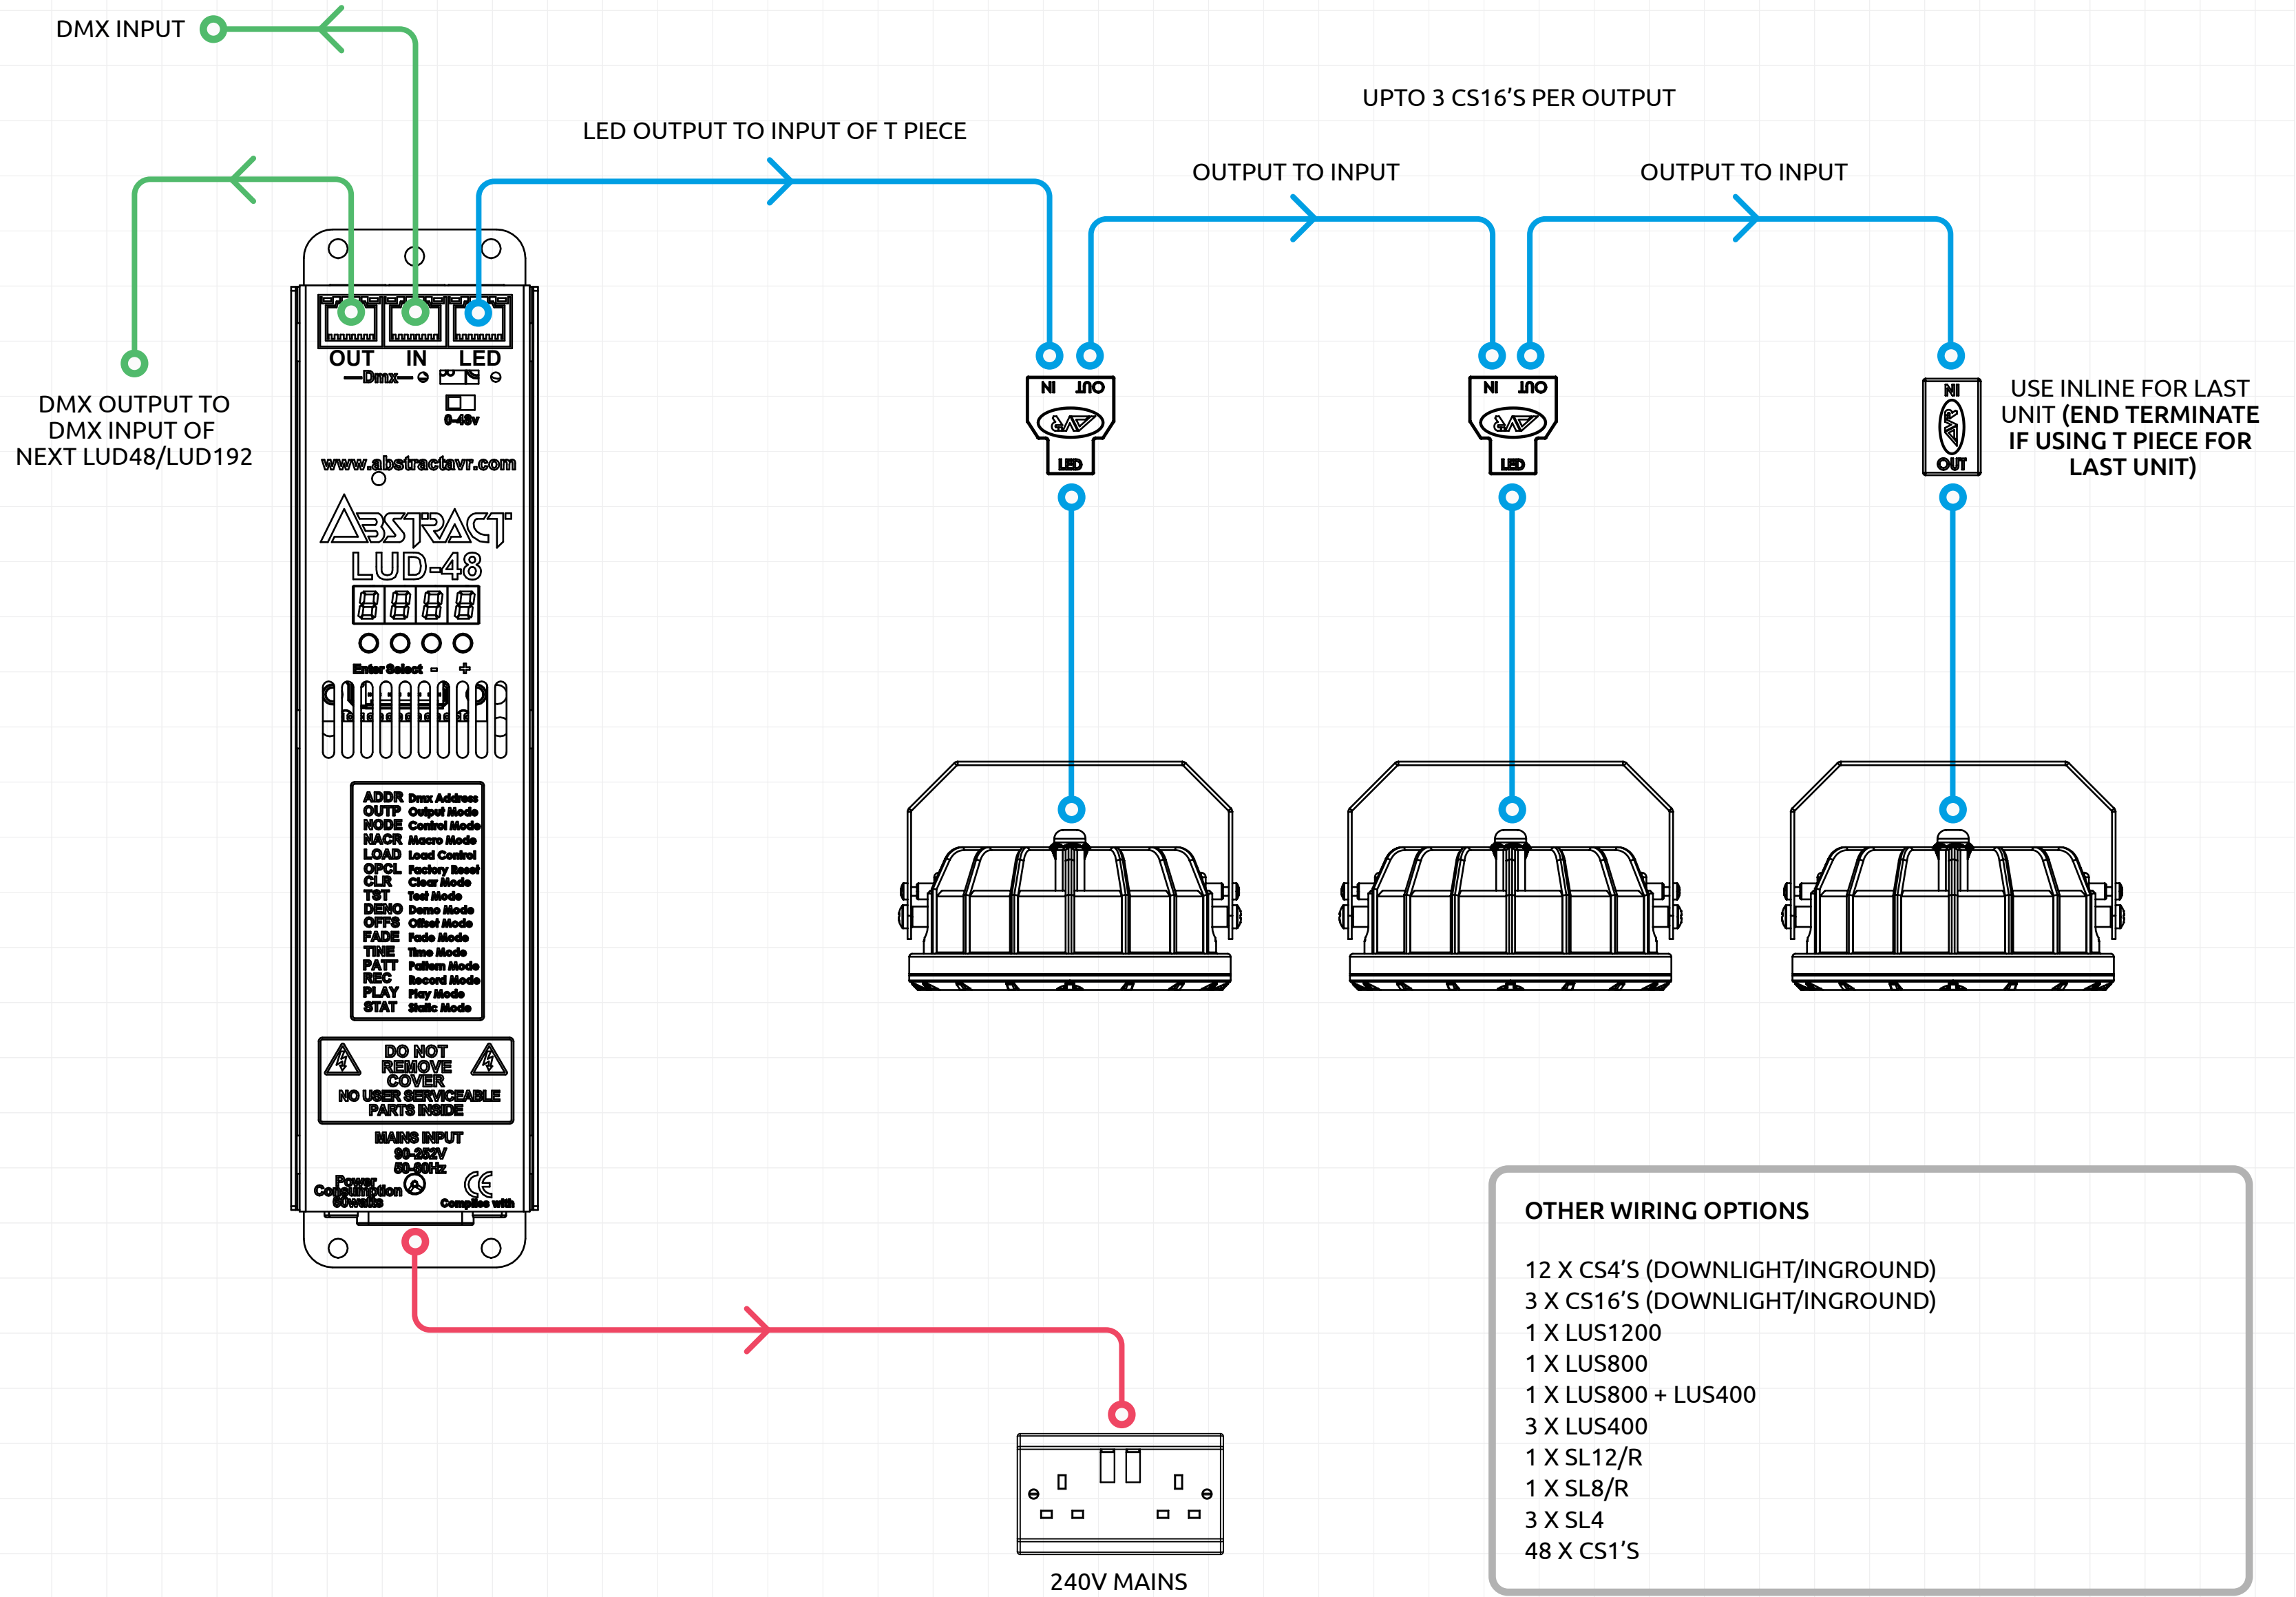 DMX INPUT
UPTO 3 CS16'S PER OUTPUT
LED OUTPUT TO INPUT OF T PIECE
OUTPUT TO INPUT
OUTPUT TO INPUT
OUT IN LED
Dmx
0-48v
DMX OUTPUT TO
DMX INPUT OF
NEXT LUD48/LUD192
IN OUT
AVR
LED
IN OUT
AVR
LED
IN
AVR
OUT
USE INLINE FOR LAST
UNIT (END TERMINATE
IF USING T PIECE FOR
LAST UNIT)
www.abstractavr.com
ABSTRACT
LUD-48
8888
Enter Select - +
ADDR Dmx Address
OUTP Output Mode
NODE Control Mode
NACR Macro Mode
LOAD Load Control
OPCL Factory Reset
CLR Clear Mode
TST Test Mode
DENO Demo Mode
OFFS Offset Mode
FADE Fade Mode
TINE Time Mode
PATT Pattern Mode
REC Record Mode
PLAY Play Mode
STAT Static Mode
DO NOT
REMOVE
COVER
NO USER SERVICEABLE
PARTS INSIDE
MAINS INPUT
90-252V
50-60Hz
Power
Consumption
60watts
CE
Complies with
240V MAINS
OTHER WIRING OPTIONS
12 X CS4'S (DOWNLIGHT/INGROUND)
3 X CS16'S (DOWNLIGHT/INGROUND)
1 X LUS1200
1 X LUS800
1 X LUS800 + LUS400
3 X LUS400
1 X SL12/R
1 X SL8/R
3 X SL4
48 X CS1'S